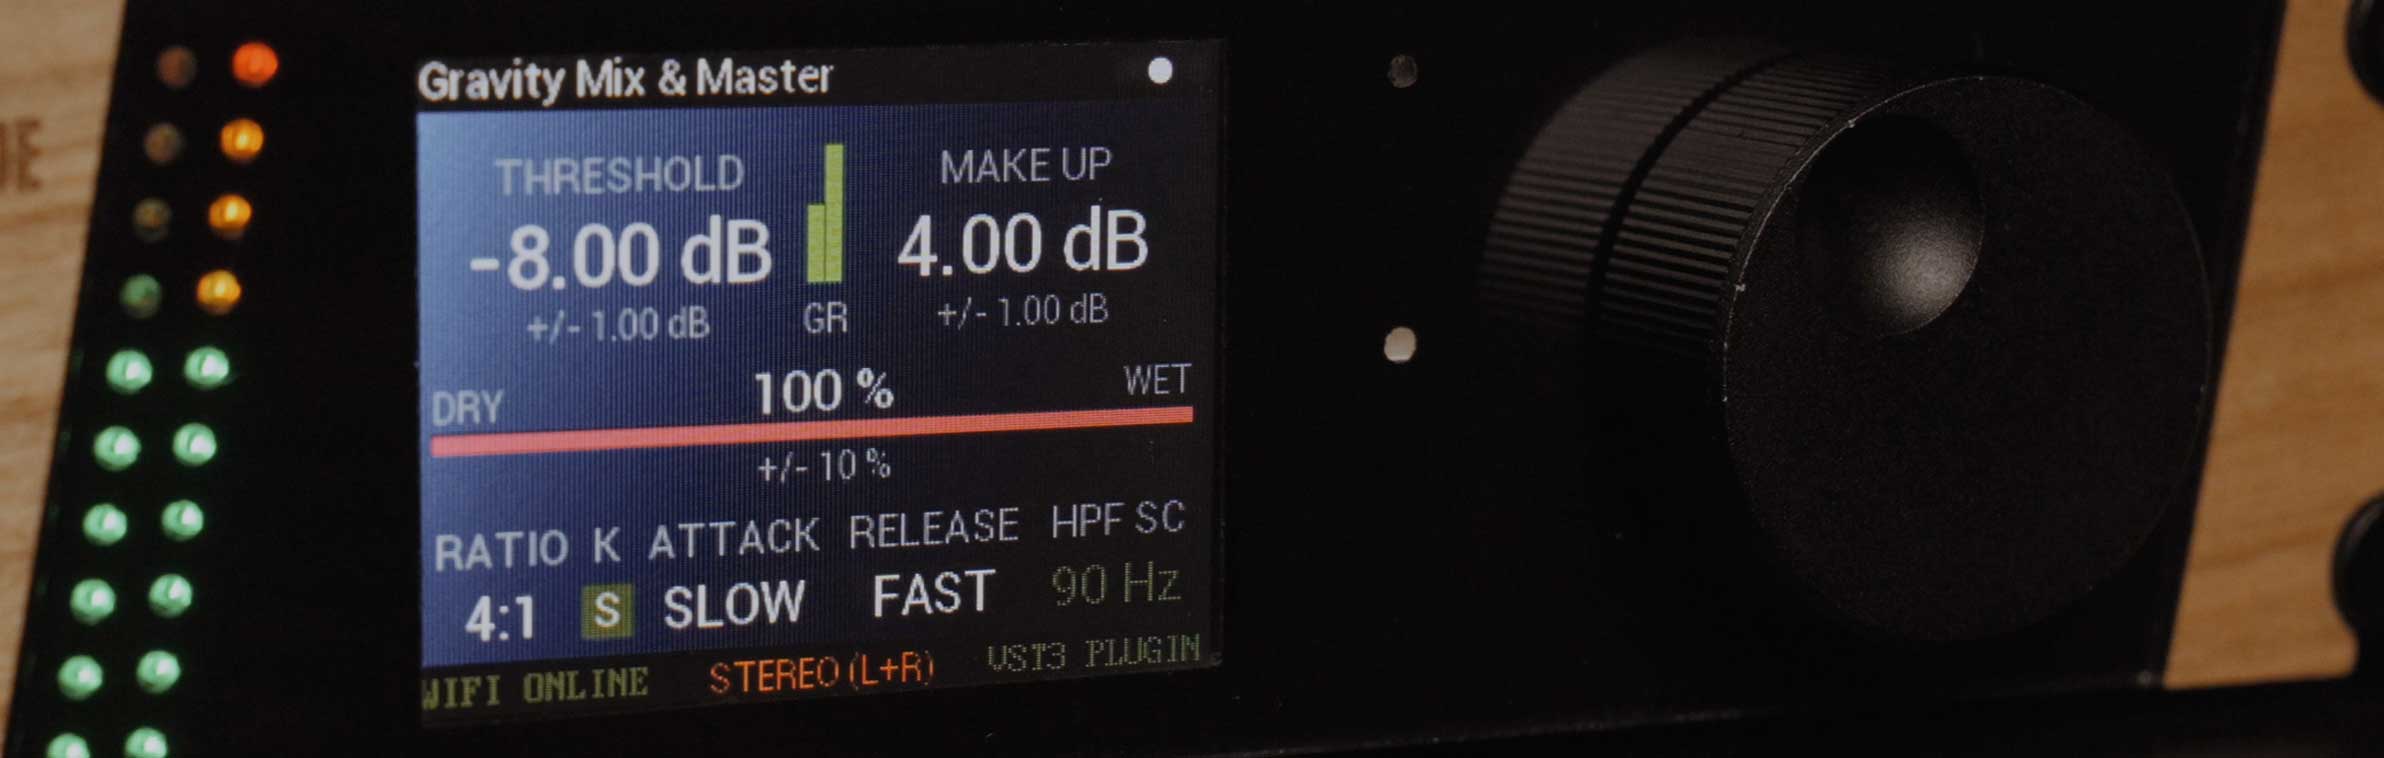 Gravity Mix & Master
THRESHOLD
-8.00 dB
+/- 1.00 dB
GR
MAKE UP
4.00 dB
+/- 1.00 dB
DRY
100 %
WET
+/- 10 %
RATIO K ATTACK RELEASE HPF SC
4:1 S SLOW FAST 90 Hz
WIFI ONLINE STEREO (L+R) VST3 PLUGIN